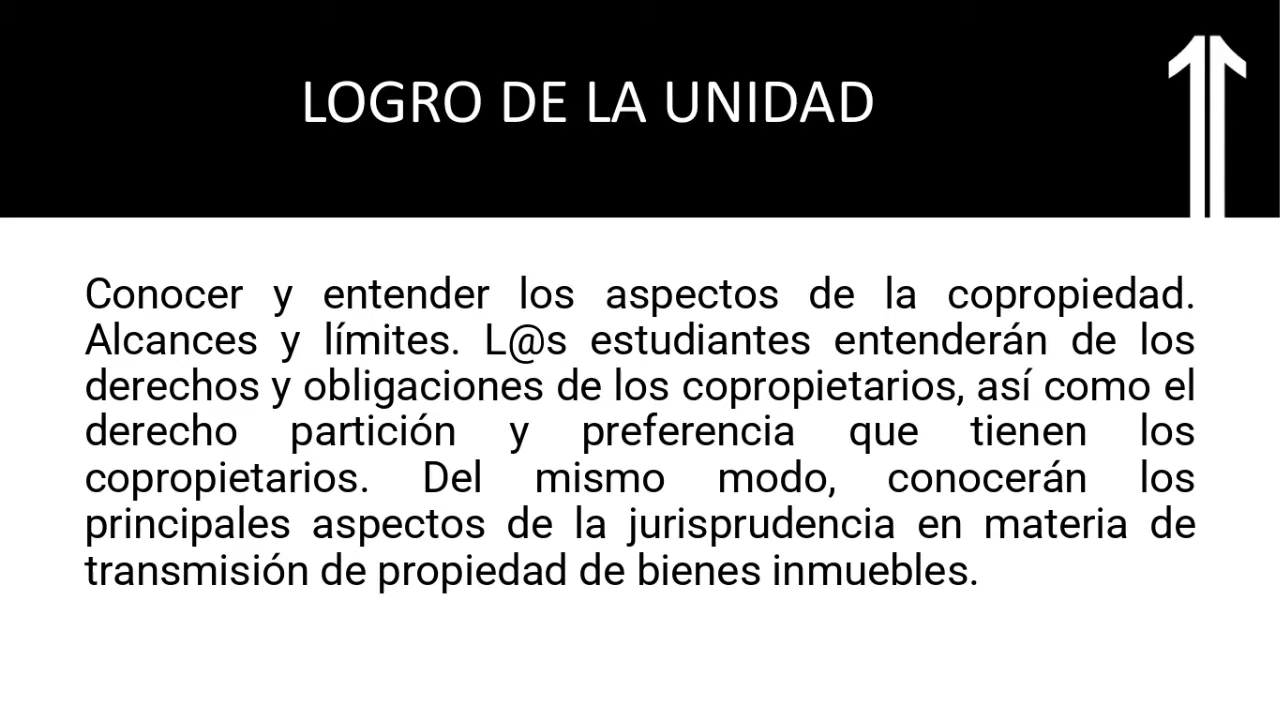 LOGRO DE LA UNIDAD
Conocer y entender los aspectos de la copropiedad.
Alcances y límites. L@s estudiantes entenderán de los
derechos y obligaciones de los copropietarios, así como el
derecho partición y preferencia que tienen los
copropietarios. Del mismo modo, conocerán los
principales aspectos de la jurisprudencia en materia de
transmisión de propiedad de bienes inmuebles.